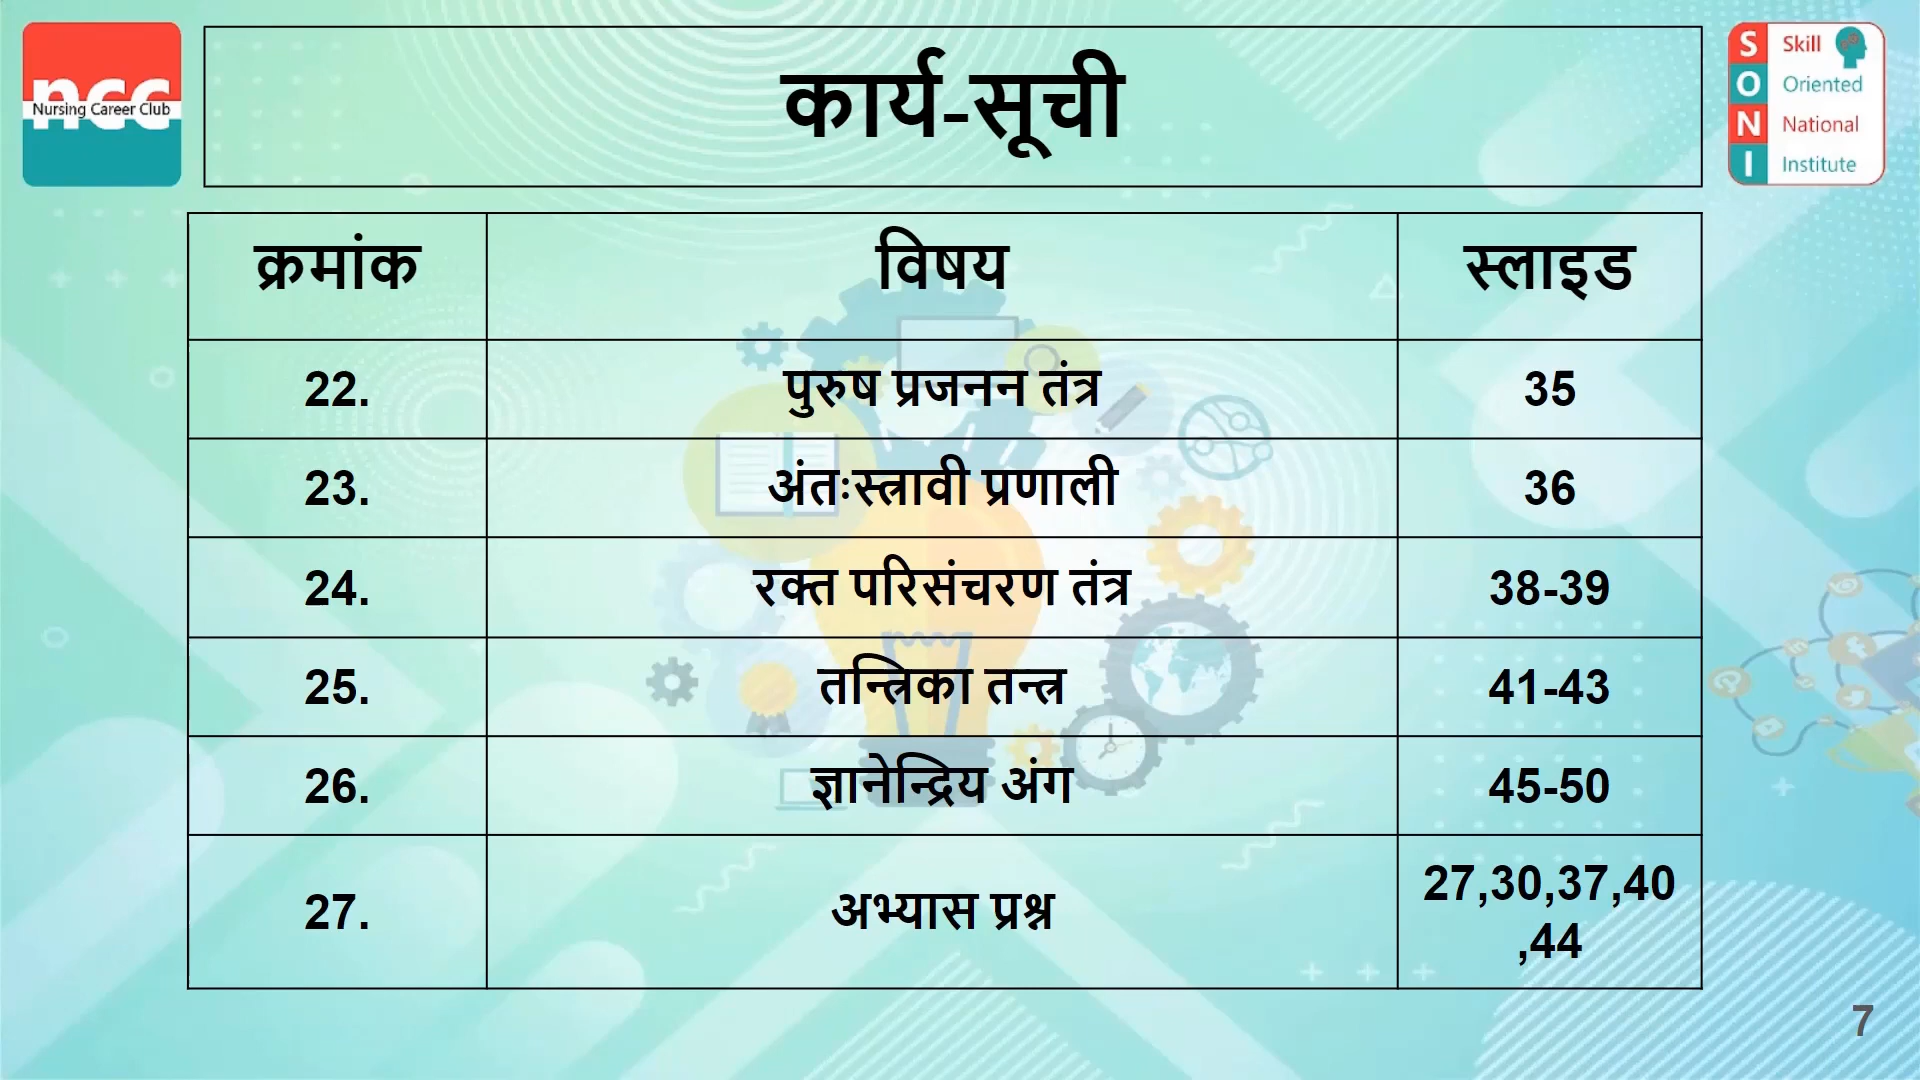 ncc
Nursing Career Club
कार्य-सूची
S Skill
O Oriented
N National
I Institute
क्रमांक विषय स्लाइड
22. पुरुष प्रजनन तंत्र 35
23. अंतःस्त्रावी प्रणाली 36
24. रक्त परिसंचरण तंत्र 38-39
25. तन्त्रिका तन्त्र 41-43
26. ज्ञानेन्द्रिय अंग 45-50
27. अभ्यास प्रश्न 27,30,37,40
,44
7